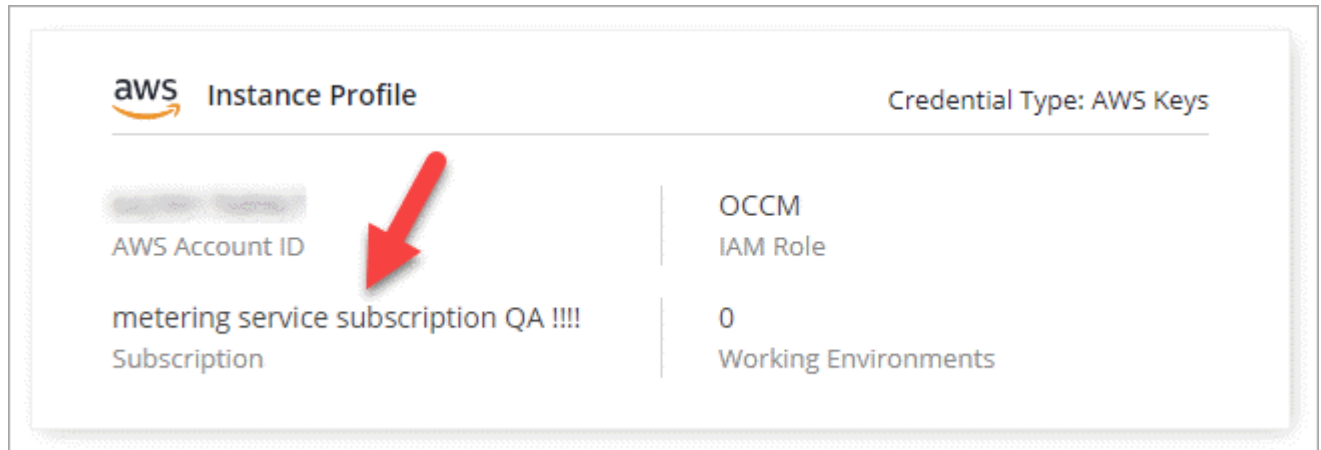 aws Instance Profile
Credential Type: AWS Keys
AWS Account ID
OCCM
IAM Role
metering service subscription QA !!!!
Subscription
0
Working Environments